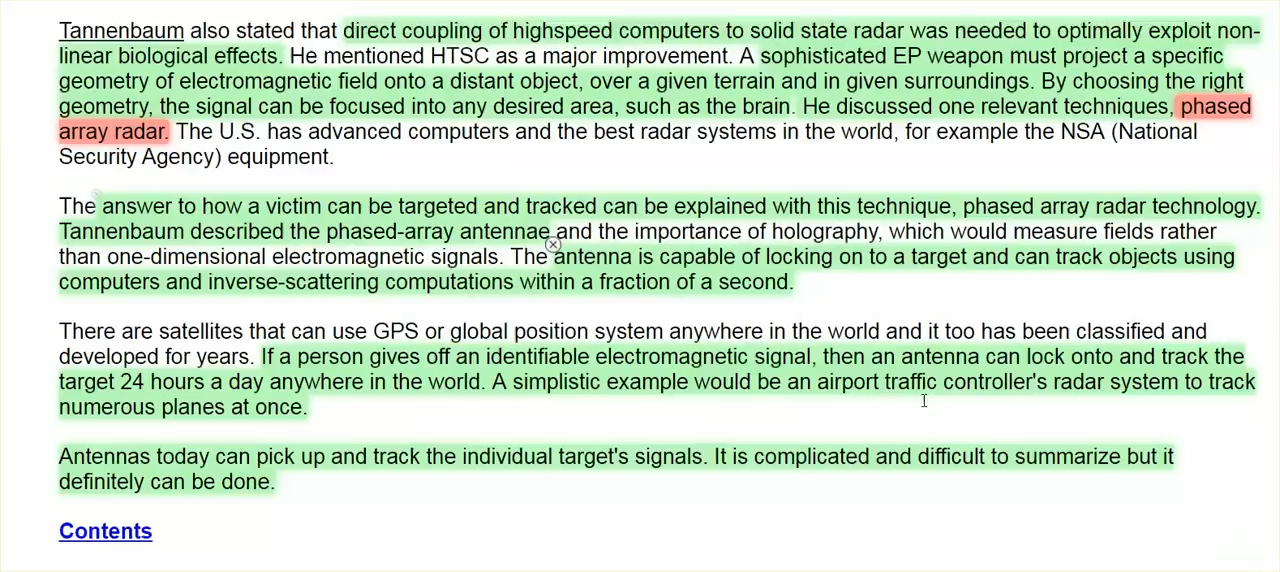 Tannenbaum also stated that direct coupling of highspeed computers to solid state radar was needed to optimally exploit non-
linear biological effects. He mentioned HTSC as a major improvement. A sophisticated EP weapon must project a specific
geometry of electromagnetic field onto a distant object, over a given terrain and in given surroundings. By choosing the right
geometry, the signal can be focused into any desired area, such as the brain. He discussed one relevant techniques, phased
array radar. The U.S. has advanced computers and the best radar systems in the world, for example the NSA (National
Security Agency) equipment.
The answer to how a victim can be targeted and tracked can be explained with this technique, phased array radar technology.
Tannenbaum described the phased-array antennae and the importance of holography, which would measure fields rather
than one-dimensional electromagnetic signals. The antenna is capable of locking on to a target and can track objects using
computers and inverse-scattering computations within a fraction of a second.
There are satellites that can use GPS or global position system anywhere in the world and it too has been classified and
developed for years. If a person gives off an identifiable electromagnetic signal, then an antenna can lock onto and track the
target 24 hours a day anywhere in the world. A simplistic example would be an airport traffic controller's radar system to track
numerous planes at once.
Antennas today can pick up and track the individual target's signals. It is complicated and difficult to summarize but it
definitely can be done.
Contents